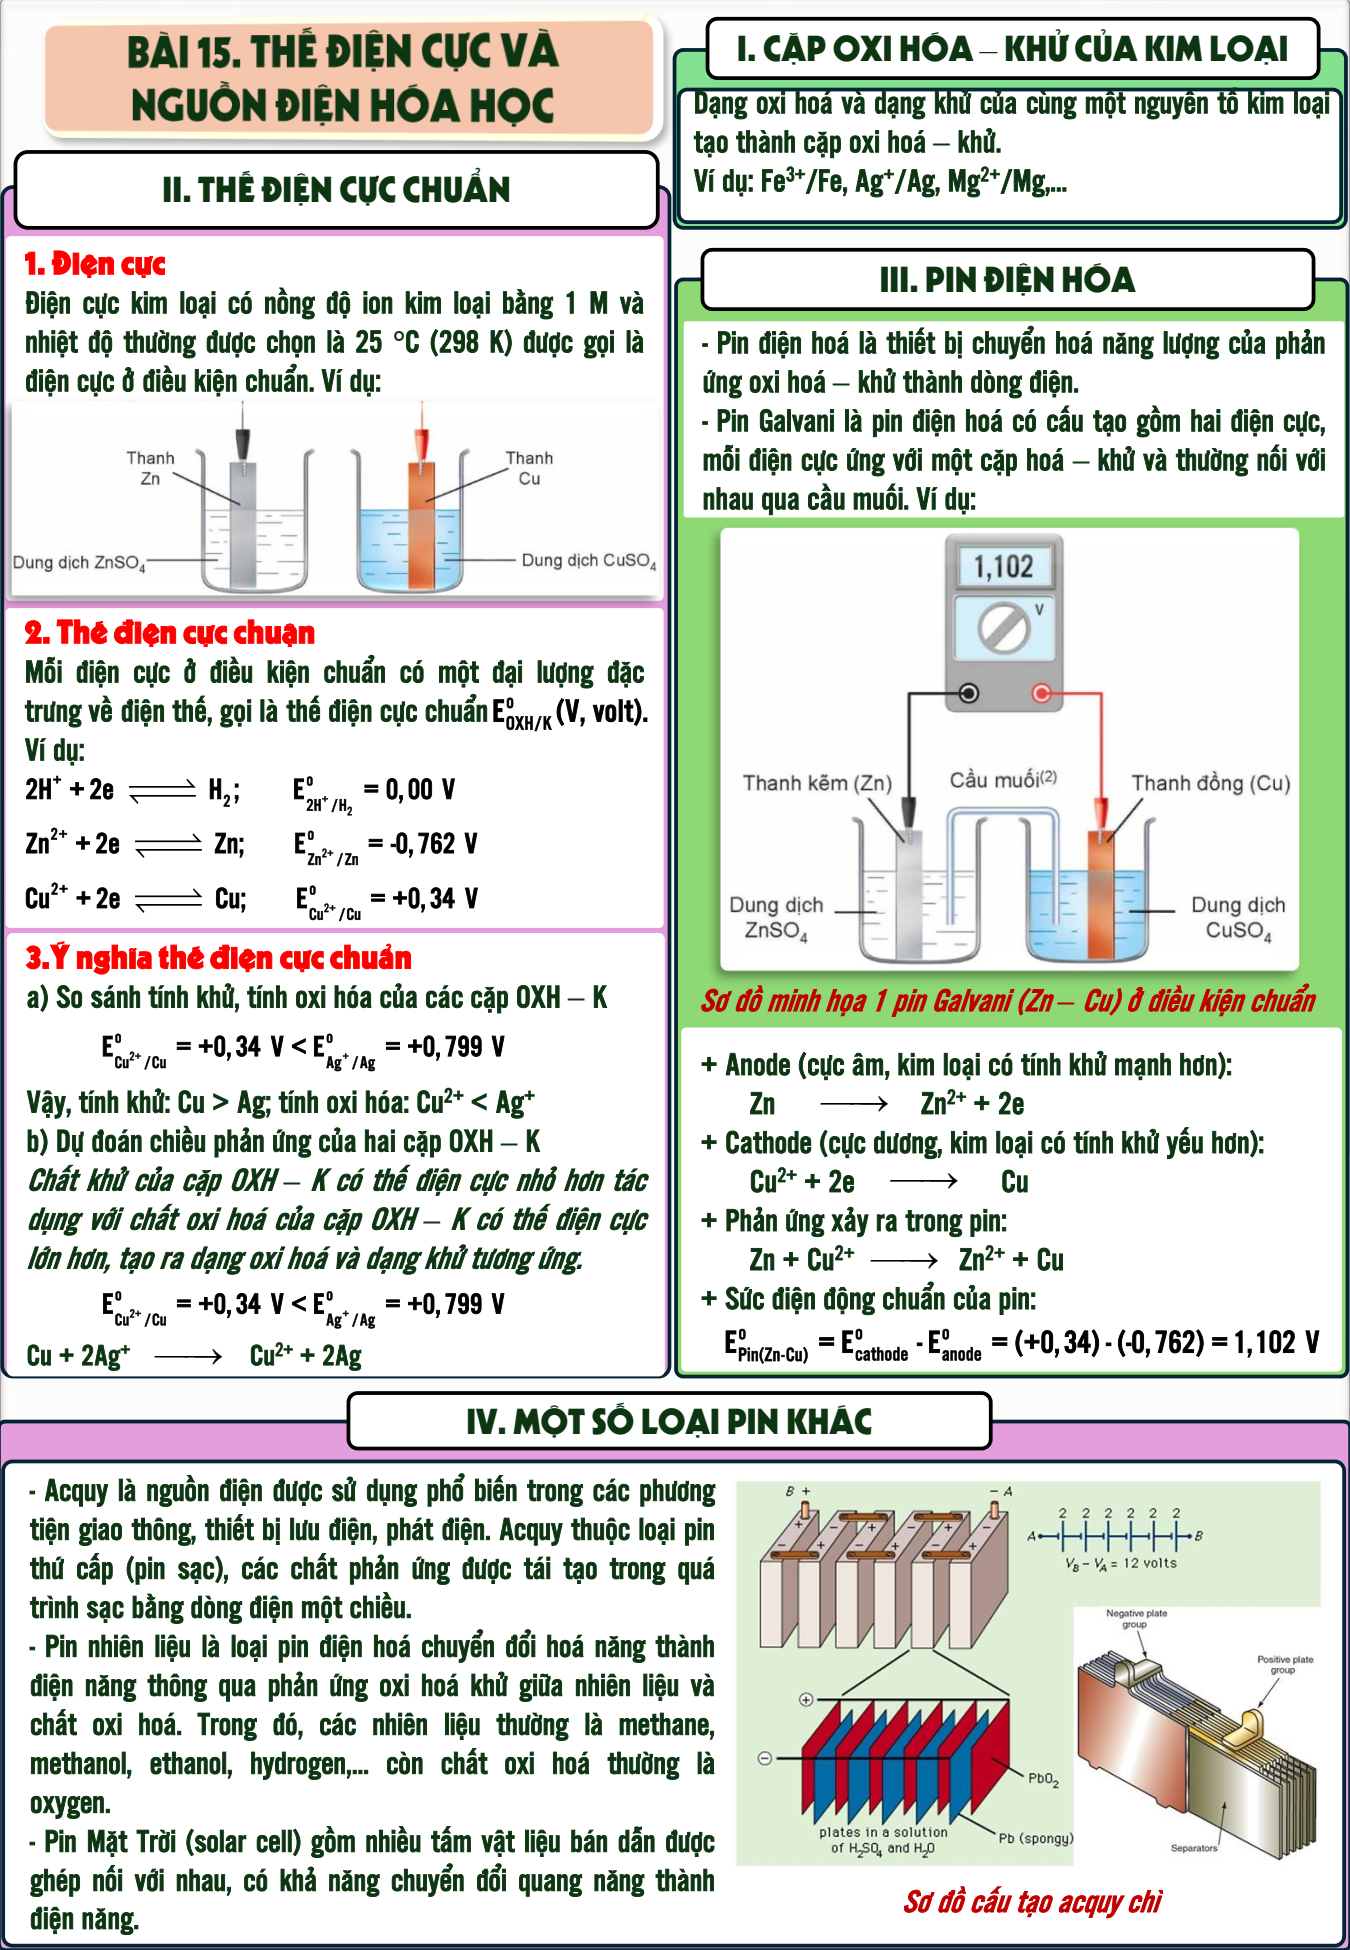 BÀI 15. THẾ ĐIỆN CỰC VÀ
NGUỒN ĐIỆN HÓA HỌC
I. CẶP OXI HÓA – KHỬ CỦA KIM LOẠI
Dạng oxi hoá và dạng khử của cùng một nguyên tố kim loại
tạo thành cặp oxi hoá – khử.
Ví dụ: Fe³⁺/Fe, Ag⁺/Ag, Mg²⁺/Mg,...
II. THẾ ĐIỆN CỰC CHUẨN
1. Điện cực
Điện cực kim loại có nồng độ ion kim loại bằng 1 M và
nhiệt độ thường được chọn là 25 °C (298 K) được gọi là
điện cực ở điều kiện chuẩn. Ví dụ:
Thanh
Zn
Thanh
Cu
Dung dịch ZnSO₄
Dung dịch CuSO₄
2. Thế điện cực chuẩn
Mỗi điện cực ở điều kiện chuẩn có một đại lượng đặc
trưng về điện thế, gọi là thế điện cực chuẩn E⁰OXH/K (V, volt).
Ví dụ:
2H⁺ + 2e ⇌ H₂; E⁰2H⁺/H₂ = 0,00 V
Zn²⁺ + 2e ⇌ Zn; E⁰Zn²⁺/Zn = -0,762 V
Cu²⁺ + 2e ⇌ Cu; E⁰Cu²⁺/Cu = +0,34 V
3.Ý nghĩa thế điện cực chuẩn
a) So sánh tính khử, tính oxi hóa của các cặp OXH – K
E⁰Cu²⁺/Cu = +0,34 V < E⁰Ag⁺/Ag = +0,799 V
Vậy, tính khử: Cu > Ag; tính oxi hóa: Cu²⁺ < Ag⁺
b) Dự đoán chiều phản ứng của hai cặp OXH – K
Chất khử của cặp OXH – K có thế điện cực nhỏ hơn tác
dụng với chất oxi hoá của cặp OXH – K có thế điện cực
lớn hơn, tạo ra dạng oxi hoá và dạng khử tương ứng.
E⁰Cu²⁺/Cu = +0,34 V < E⁰Ag⁺/Ag = +0,799 V
Cu + 2Ag⁺ ⟶ Cu²⁺ + 2Ag
III. PIN ĐIỆN HÓA
- Pin điện hoá là thiết bị chuyển hoá năng lượng của phản
ứng oxi hoá – khử thành dòng điện.
- Pin Galvani là pin điện hoá có cấu tạo gồm hai điện cực,
mỗi điện cực ứng với một cặp hoá – khử và thường nối với
nhau qua cầu muối. Ví dụ:
1,102
V
Thanh kẽm (Zn)
Cầu muối⁽²⁾
Thanh đồng (Cu)
Dung dịch
ZnSO₄
Dung dịch
CuSO₄
Sơ đồ minh họa 1 pin Galvani (Zn – Cu) ở điều kiện chuẩn
+ Anode (cực âm, kim loại có tính khử mạnh hơn):
Zn ⟶ Zn²⁺ + 2e
+ Cathode (cực dương, kim loại có tính khử yếu hơn):
Cu²⁺ + 2e ⟶ Cu
+ Phản ứng xảy ra trong pin:
Zn + Cu²⁺ ⟶ Zn²⁺ + Cu
+ Sức điện động chuẩn của pin:
E⁰Pin(Zn-Cu) = E⁰cathode - E⁰anode = (+0,34) - (-0,762) = 1,102 V
IV. MỘT SỐ LOẠI PIN KHÁC
- Acquy là nguồn điện được sử dụng phổ biến trong các phương
tiện giao thông, thiết bị lưu điện, phát điện. Acquy thuộc loại pin
thứ cấp (pin sạc), các chất phản ứng được tái tạo trong quá
trình sạc bằng dòng điện một chiều.
- Pin nhiên liệu là loại pin điện hoá chuyển đổi hoá năng thành
điện năng thông qua phản ứng oxi hoá khử giữa nhiên liệu và
chất oxi hoá. Trong đó, các nhiên liệu thường là methane,
methanol, ethanol, hydrogen,... còn chất oxi hoá thường là
oxygen.
- Pin Mặt Trời (solar cell) gồm nhiều tấm vật liệu bán dẫn được
ghép nối với nhau, có khả năng chuyển đổi quang năng thành
điện năng.
B + − A
+ − + − +
− + − + −
2 2 2 2 2 2
A B
V_B − V_A = 12 volts
Negative plate
group
Positive plate
group
+
−
PbO₂
Pb (spongy)
plates in a solution
of H₂SO₄ and H₂O
Separators
Sơ đồ cấu tạo acquy chì